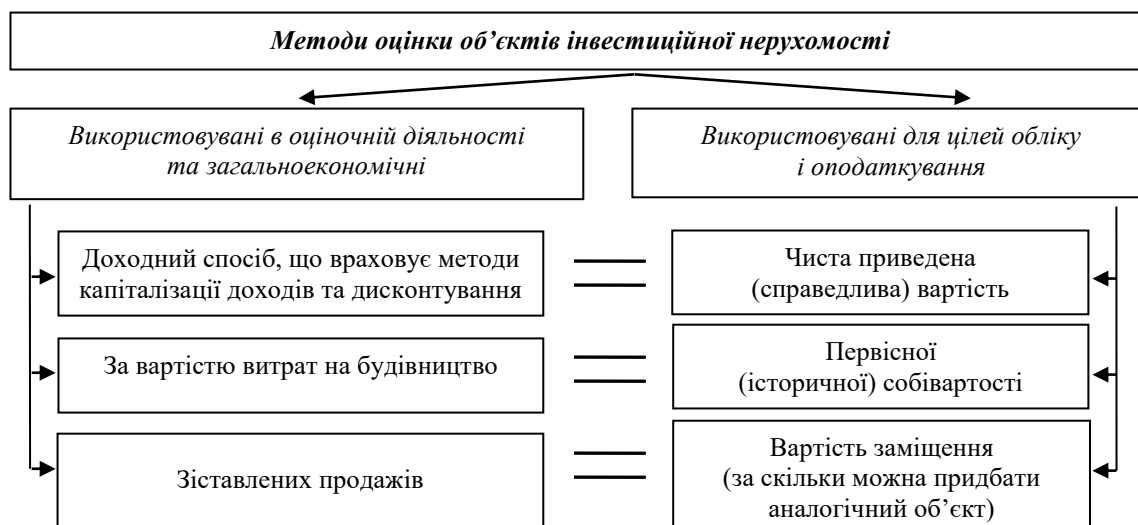 Методи оцінки об’єктів інвестиційної нерухомості
Використовувані в оціночній діяльності
та загальноекономічні
Використовувані для цілей обліку
і оподаткування
Доходний спосіб, що враховує методи
капіталізації доходів та дисконтування
Чиста приведена
(справедлива) вартість
За вартістю витрат на будівництво
Первісної
(історичної) собівартості
Зіставлених продажів
Вартість заміщення
(за скільки можна придбати
аналогічний об’єкт)